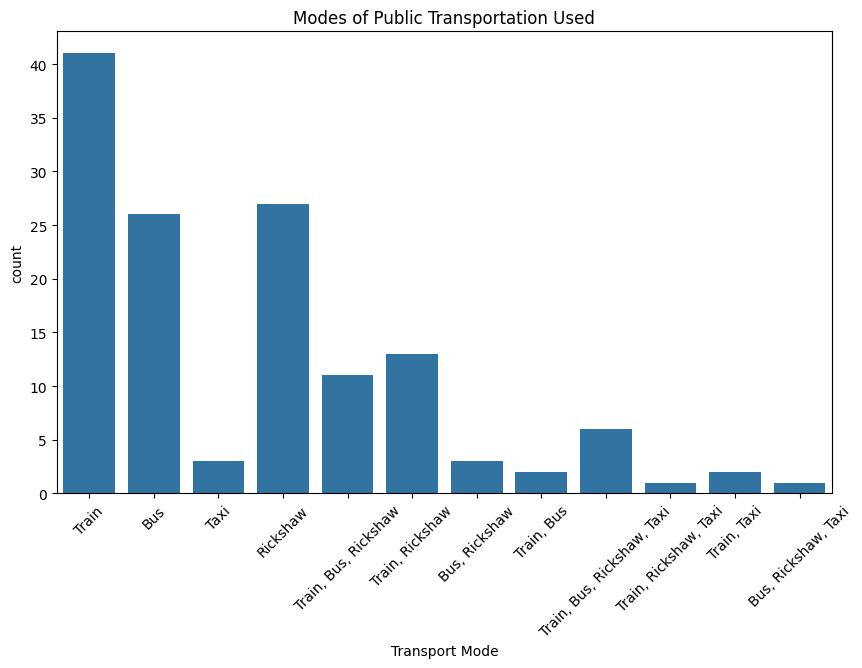 Modes of Public Transportation Used
count
40
35
30
25
20
15
10
5
0
Train
Bus
Taxi
Rickshaw
Train, Bus, Rickshaw
Train, Rickshaw
Bus, Rickshaw
Train, Bus
Train, Bus, Rickshaw, Taxi
Train, Rickshaw, Taxi
Train, Taxi
Bus, Rickshaw, Taxi
Transport Mode